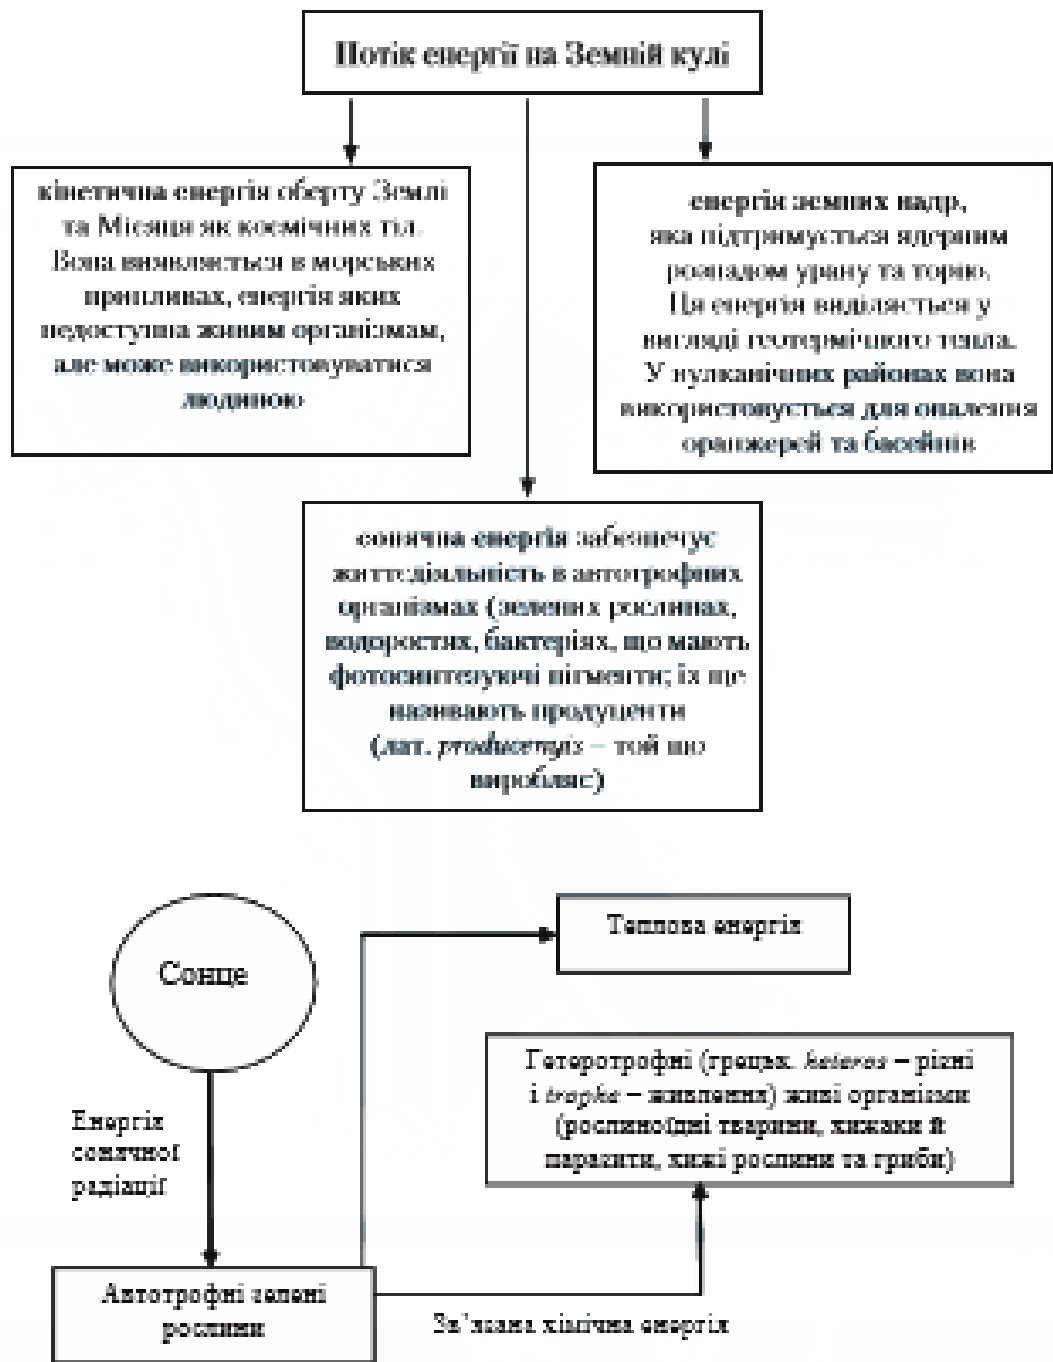 Потік енергії на Земній кулі
кінетична енергія оберту Землі
та Місяця як космічних тіл.
Вона виявляється в морських
припливах, енергія яких
недоступна живим організмам,
але може використовуватися
людиною
енергія земних надр,
яка підтримується ядерним
розпадом урану та торію.
Ця енергія виділяється у
вигляді геотермічного тепла.
У вулканічних районах вона
використовується для опалення
оранжерей та басейнів
сонячна енергія забезпечує
життєдіяльність в автотрофних
організмах (зелених рослинах,
водоростях, бактеріях, що мають
фотосинтезуючі пігменти; їх ще
називають продуценти
(лат. – той що
виробляє)
Сонце
Теплова енергія
Гетеротрофні (грецьк. heteros – різні
і trophe – живлення) живі організми
(рослиноїдні тварини, хижаки й
паразити, хижі рослини та гриби)
Енергія
сонячної
радіації
Автотрофні зелені
рослини
Зв’язана хімічна енергія